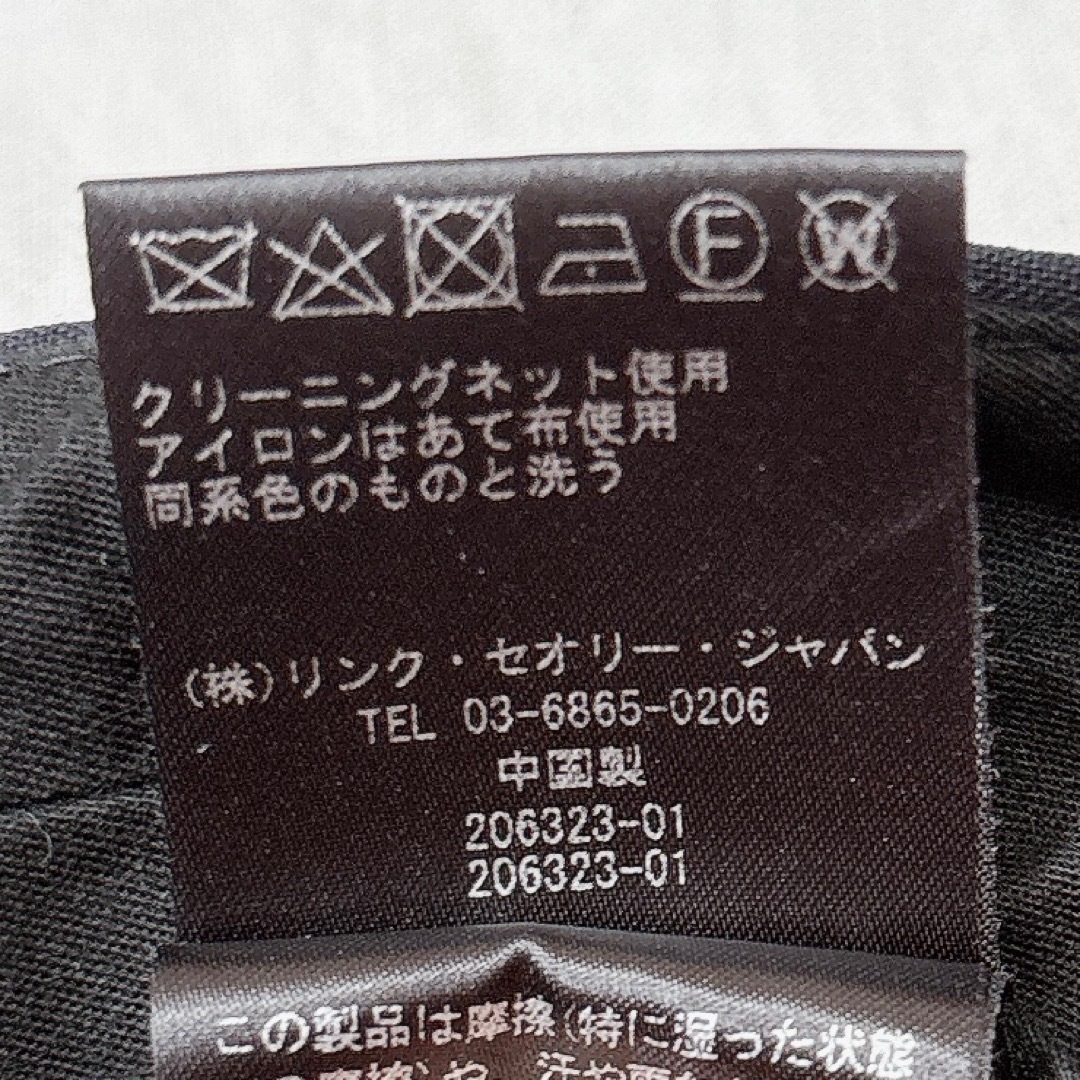 F W
クリーニングネット使用
アイロンはあて布使用
同系色のものと洗う
(株)リンク・セオリー・ジャパン
TEL 03-6865-0206
中国製
206323-01
206323-01
この製品は摩擦(特に湿った状態